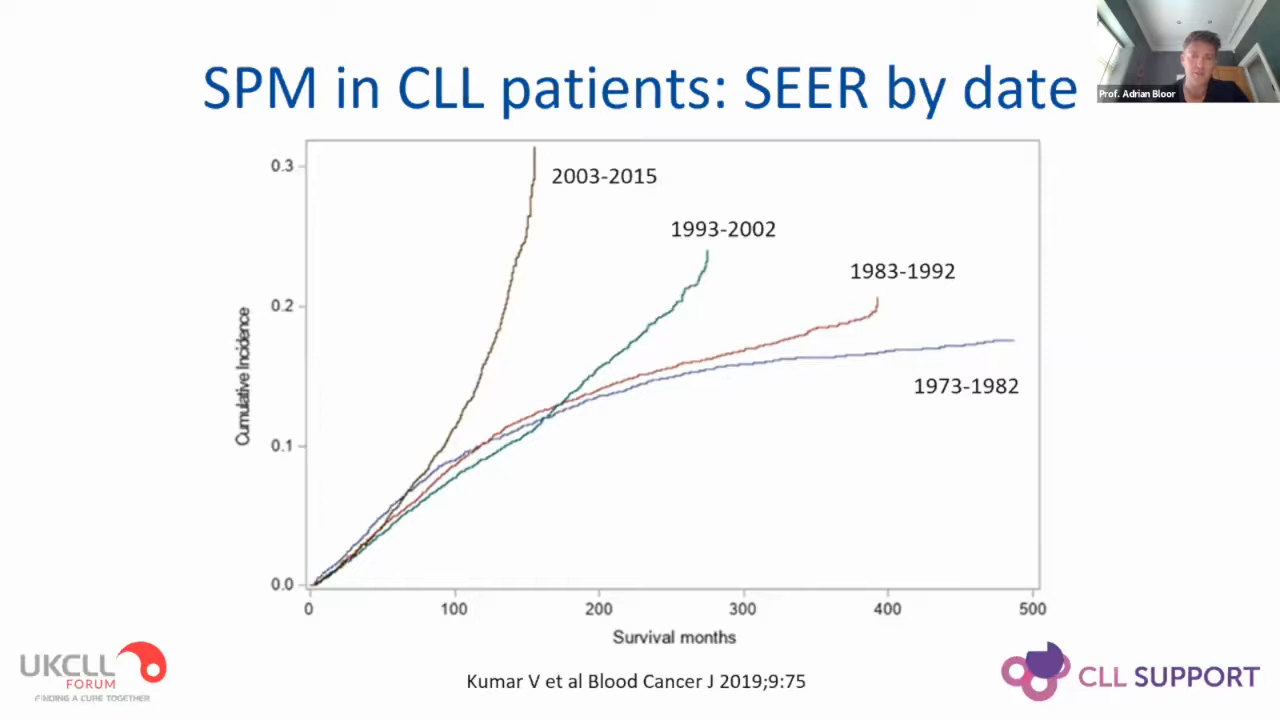 SPM in CLL patients: SEER by date
Prof. Adrian Bloor
0.3
0.2
0.1
0.0
Cumulative Incidence
2003-2015
1993-2002
1983-1992
1973-1982
0 100 200 300 400 500
Survival months
UKCLL
FORUM
FINDING A CURE TOGETHER
Kumar V et al Blood Cancer J 2019;9:75
CLL SUPPORT